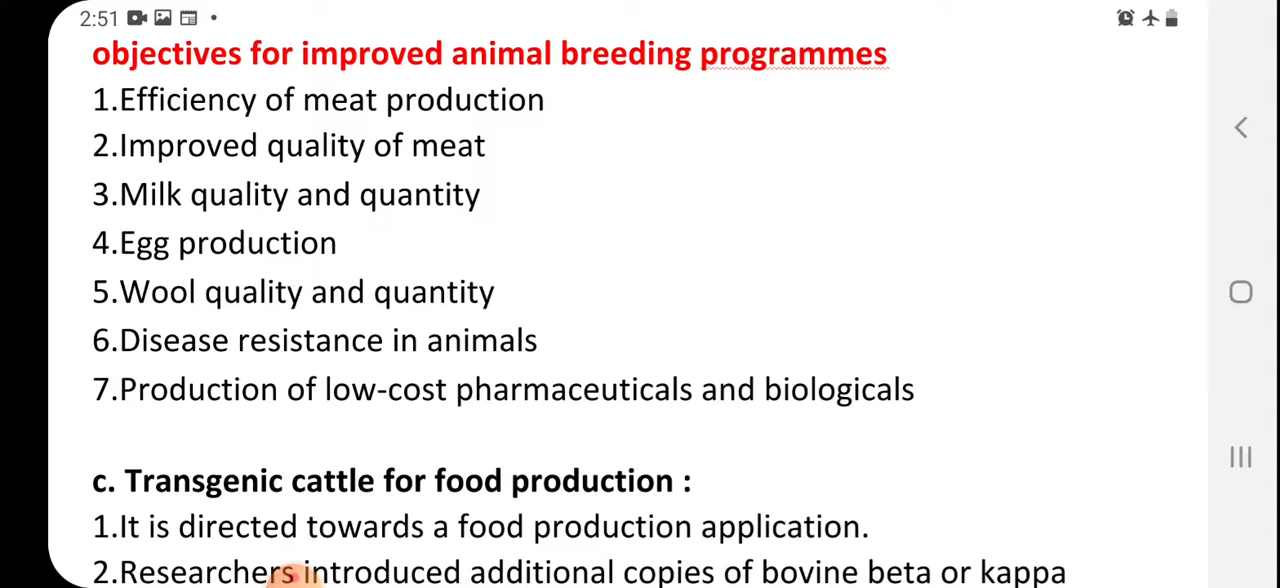 2:51
objectives for improved animal breeding programmes
1.Efficiency of meat production
2.Improved quality of meat
3.Milk quality and quantity
4.Egg production
5.Wool quality and quantity
6.Disease resistance in animals
7.Production of low-cost pharmaceuticals and biologicals
c. Transgenic cattle for food production :
1.It is directed towards a food production application.
2.Researchers introduced additional copies of bovine beta or kappa